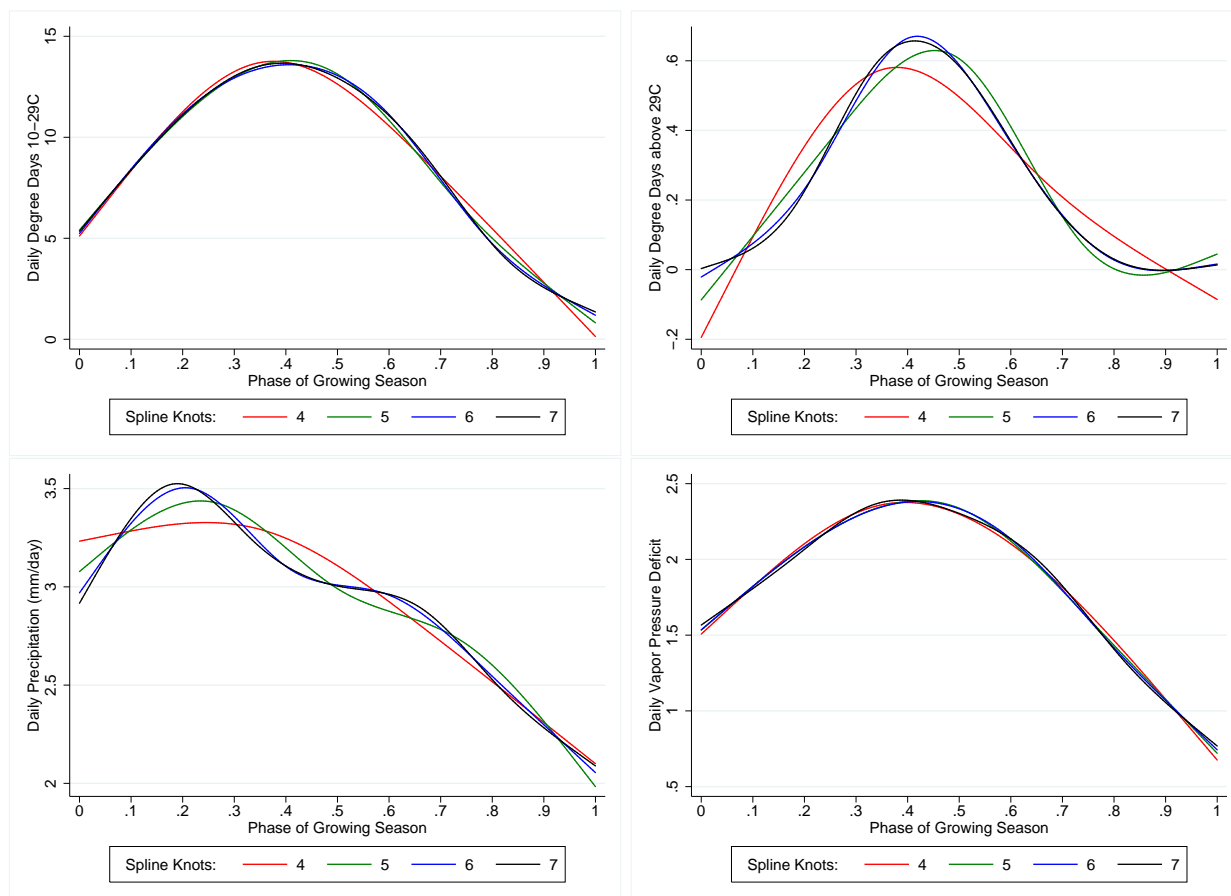 Daily Degree Days 10−29C
15
10
5
0
0 .1 .2 .3 .4 .5 .6 .7 .8 .9 1
Phase of Growing Season
Spline Knots: 4 5 6 7
Daily Degree Days above 29C
.6
.4
.2
0
−.2
0 .1 .2 .3 .4 .5 .6 .7 .8 .9 1
Phase of Growing Season
Spline Knots: 4 5 6 7
Daily Precipitation (mm/day)
3.5
3
2.5
2
0 .1 .2 .3 .4 .5 .6 .7 .8 .9 1
Phase of Growing Season
Spline Knots: 4 5 6 7
Daily Vapor Pressure Deficit
2.5
2
1.5
1
.5
0 .1 .2 .3 .4 .5 .6 .7 .8 .9 1
Phase of Growing Season
Spline Knots: 4 5 6 7